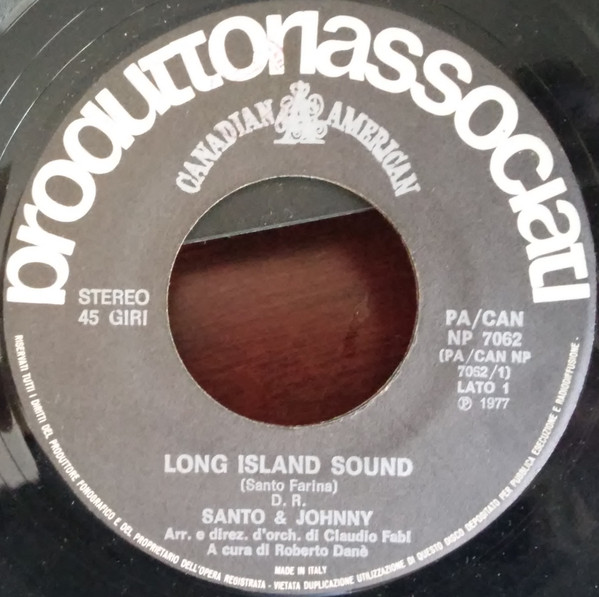 produttoriassociati
CANADIAN AMERICAN
STEREO
45 GIRI
PA/CAN
NP 7062
(PA/CAN NP
7062/1)
LATO 1
℗ 1977
LONG ISLAND SOUND
(Santo Farina)
D. R.
SANTO & JOHNNY
Arr. e direz. d'orch. di Claudio Fabi
A cura di Roberto Danè
MADE IN ITALY
RISERVATI TUTTI I DIRITTI DEL PRODUTTORE FONOGRAFICO E DEL PROPRIETARIO DELL'OPERA REGISTRATA - VIETATA DUPLICAZIONE UTILIZZAZIONE DI QUESTO DISCO DEPOSITATO PER PUBBLICA ESECUZIONE E RADIODIFFUSIONE -